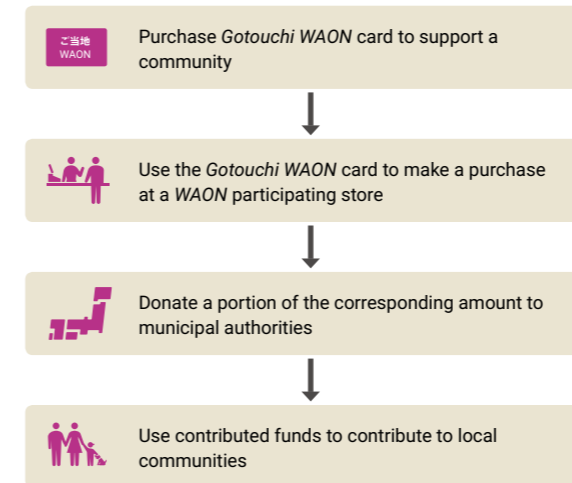 ご当地
WAON
Purchase Gotouchi WAON card to support a
community
Use the Gotouchi WAON card to make a purchase
at a WAON participating store
Donate a portion of the corresponding amount to
municipal authorities
Use contributed funds to contribute to local
communities